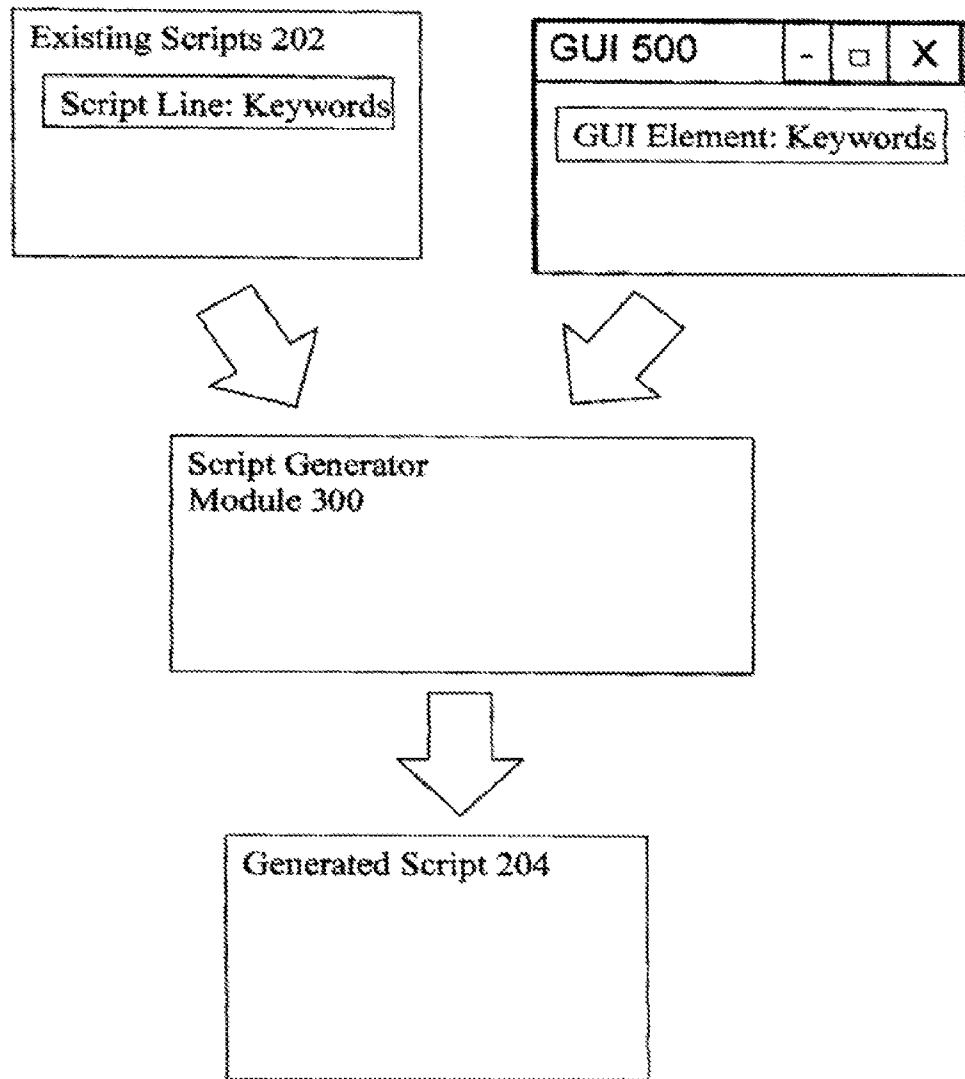 Existing Scripts 202
Script Line: Keywords
GUI 500 - □ X
GUI Element: Keywords
Script Generator
Module 300
Generated Script 204